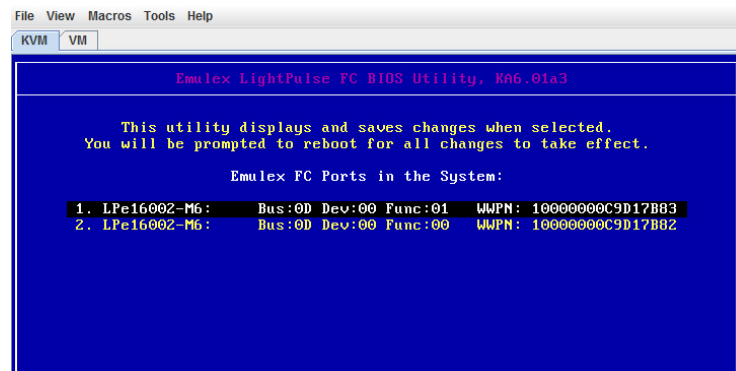 File View Macros Tools Help
KVM VM
Emulex LightPulse FC BIOS Utility, KA6.01a3
This utility displays and saves changes when selected.
You will be prompted to reboot for all changes to take effect.
Emulex FC Ports in the System:
1. LPe16002-M6: Bus:0D Dev:00 Func:01 WWPN: 10000000C9D17B83
2. LPe16002-M6: Bus:0D Dev:00 Func:00 WWPN: 10000000C9D17B82